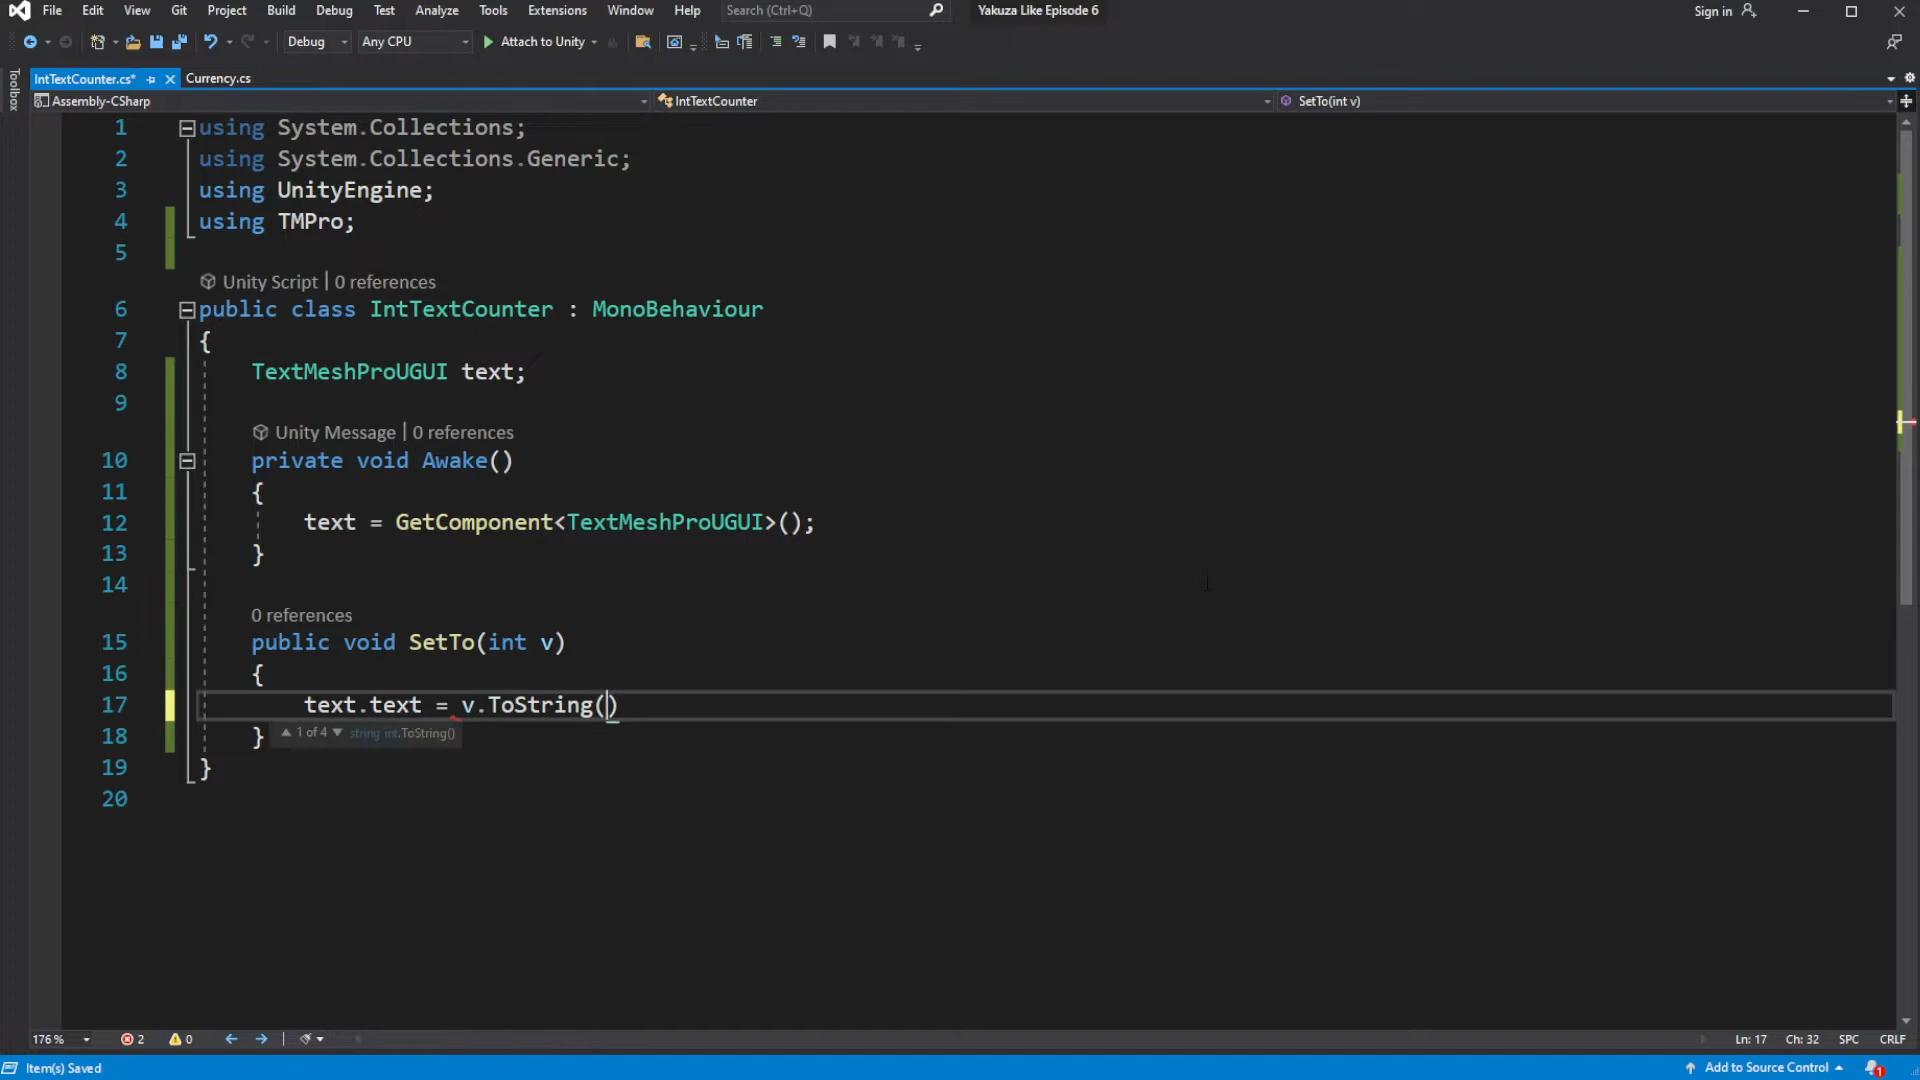 File Edit View Git Project Build Debug Test Analyze Tools Extensions Window Help Search (Ctrl+Q) Yakuza Like Episode 6 Sign in
Debug Any CPU Attach to Unity
Toolbox
IntTextCounter.cs* Currency.cs
Assembly-CSharp IntTextCounter SetTo(int v)
1 using System.Collections;
2 using System.Collections.Generic;
3 using UnityEngine;
4 using TMPro;
5
Unity Script | 0 references
6 public class IntTextCounter : MonoBehaviour
7 {
8 TextMeshProUGUI text;
9
Unity Message | 0 references
10 private void Awake()
11 {
12 text = GetComponent<TextMeshProUGUI>();
13 }
14
0 references
15 public void SetTo(int v)
16 {
17 text.text = v.ToString()
18 }
1 of 4 string int.ToString()
19 }
20
176 % 2 0 Ln: 17 Ch: 32 SPC CRLF
Item(s) Saved Add to Source Control 1